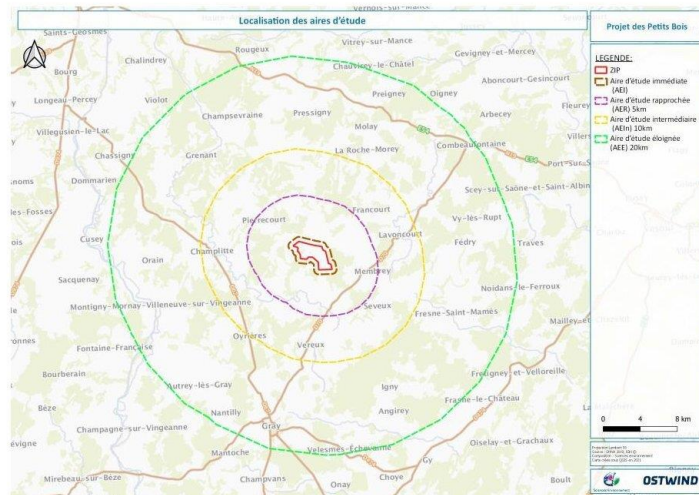 Localisation des aires d'étude
Projet des Petits Bois
LEGENDE:
ZIP
Aire d'étude immédiate
(AEI)
Aire d'étude rapprochée
(AER) 5km
Aire d'étude intermédiaire
(AEIn) 10km
Aire d'étude éloignée
(AEE) 20km
Saints-Geosmes
Vitrey-sur-Mance
Rougeux
Chalindrey
Bourg
Chauvirey-le-Châtel
Gevigney-et-Mercey
Preigney
Oigney
Aboncourt-Gesincourt
Longeau-Percey
Violot
Pressigny
Champsevraine
Arbecey
Molay
Villegusien-le-Lac
Combeaufontaine
La Roche-Morey
Chassigny
Grenant
Dommarien
Scey-sur-Saône-et-Saint-Albin
Pierrecourt
Francourt
Vy-lès-Rupt
Cusey
Lavoncourt
Fédry
Traves
Champlitte
Orain
Membrey
Sacquenay
Noidans-le-Ferroux
Montigny-Mornay-Villeneuve-sur-Vingeanne
Seveux
Fresne-Saint-Mamès
Oyrières
Vereux
Fontaine-Française
Bourberain
Autrey-lès-Gray
Igny
Fretigney-et-Velloreille
Frasne-le-Château
Bèze
Nantilly
Angirey
Champagne-sur-Vingeanne
Gray
Oiselay-et-Grachaux
Velesmes-Échevanne
Mantoche
Gy
Mirebeau-sur-Bèze
Champvans
Onay
Choye
Boult
0 4 8 km
OSTWIND